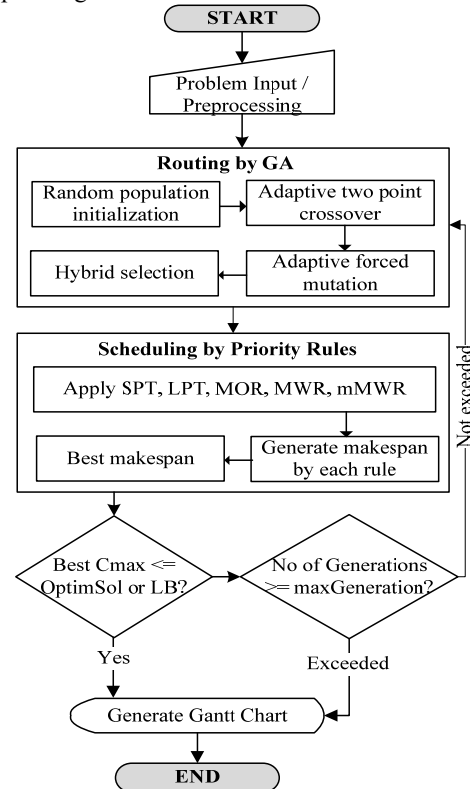 START
Problem Input /
Preprocessing
Routing by GA
Random population
initialization
Adaptive two point
crossover
Hybrid selection
Adaptive forced
mutation
Scheduling by Priority Rules
Apply SPT, LPT, MOR, MWR, mMWR
Best makespan
Generate makespan
by each rule
Not exceeded
Best Cmax <=
OptimSol or LB?
No of Generations
>= maxGeneration?
Yes
Exceeded
Generate Gantt Chart
END